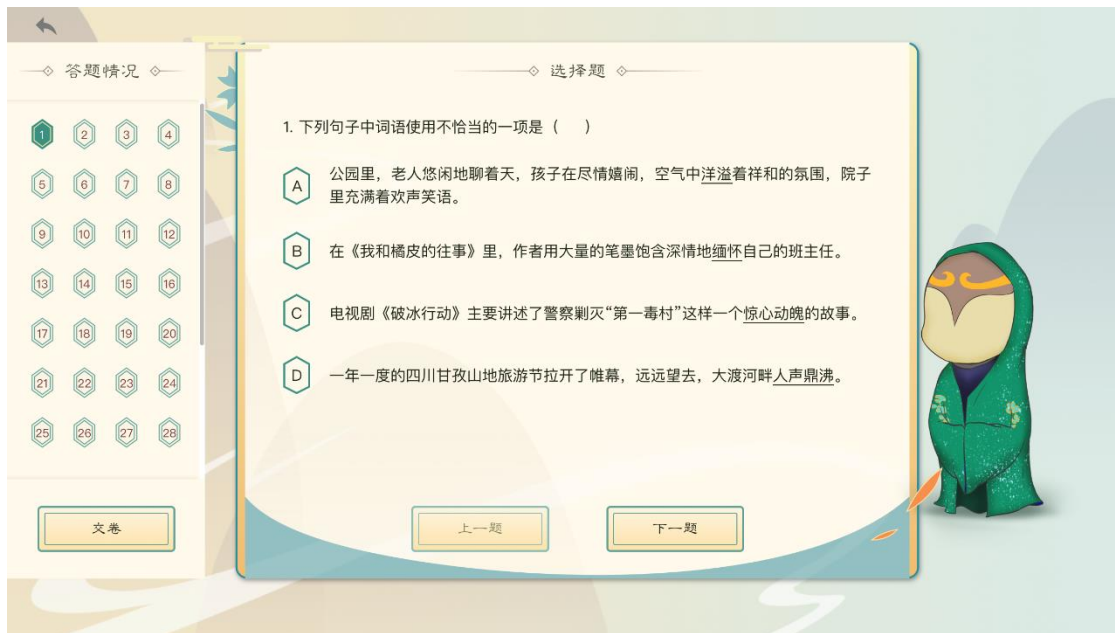 答题情况
1 2 3 4
5 6 7 8
9 10 11 12
13 14 15 16
17 18 19 20
21 22 23 24
25 26 27 28
交卷
选择题
1. 下列句子中词语使用不恰当的一项是（ ）
A 公园里，老人悠闲地聊着天，孩子在尽情嬉闹，空气中洋溢着祥和的氛围，院子
里充满着欢声笑语。
B 在《我和橘皮的往事》里，作者用大量的笔墨饱含深情地缅怀自己的班主任。
C 电视剧《破冰行动》主要讲述了警察剿灭“第一毒村”这样一个惊心动魄的故事。
D 一年一度的四川甘孜山地旅游节拉开了帷幕，远远望去，大渡河畔人声鼎沸。
上一题 下一题